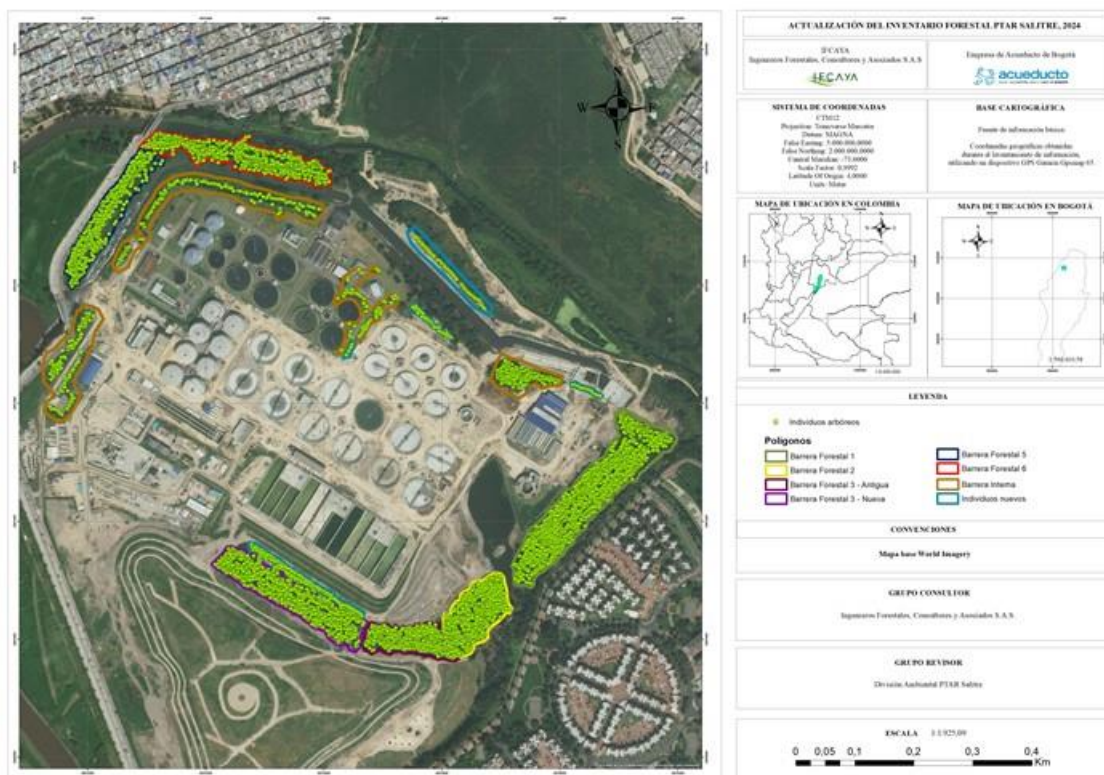 ACTUALIZACIÓN DEL INVENTARIO FORESTAL PTAR SALITRE, 2024
IFCAYA
Ingenieros Forestales, Consultores y Asociados S.A.S
IFCAYA
Empresa de Acueducto de Bogotá
acueducto
SISTEMA DE COORDENADAS
CTM12
Datum: MAGNA
False Easting: 5.000.000,0000
False Northing: 2.000.000,0000
Central Meridian: -73,0000
Scale Factor: 0,9992
Latitude Of Origin: 4,0000
Units: Meter
BASE CARTOGRÁFICA
Fuente de información básica:
Coordenadas geográficas obtenidas
durante el levantamiento de información,
utilizando un dispositivo GPS Garmin
MAPA DE UBICACIÓN EN COLOMBIA
MAPA DE UBICACIÓN EN BOGOTÁ
N
W
E
S
LEYENDA
Individuos arbóreos
Polígonos
Barrera Forestal 1
Barrera Forestal 2
Barrera Forestal 3 - Antigua
Barrera Forestal 3 - Nueva
Barrera Forestal 5
Barrera Forestal 6
Barrera Interna
Individuos nuevos
CONVENCIONES
Mapa base World Imagery
GRUPO CONSULTOR
Ingenieros Forestales, Consultores y Asociados S.A.S
GRUPO REVISOR
División Ambiental PTAR Salitre
ESCALA
0 0,05 0,1 0,2 0,3 0,4
Km